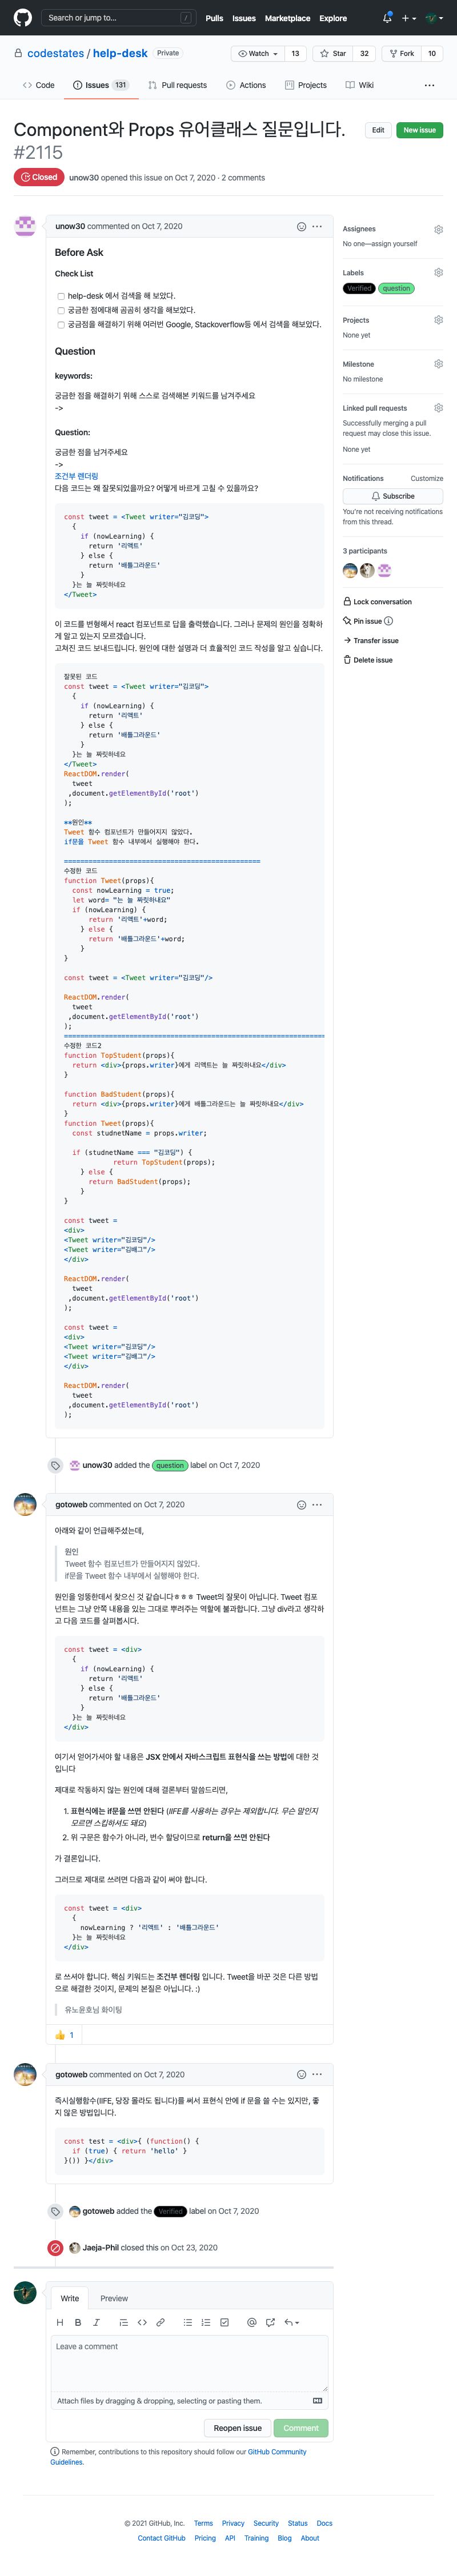 Search or jump to...
/
Pulls Issues Marketplace Explore
codestates / help-desk Private
Watch 13
Star 32
Fork 10
Code
Issues 131
Pull requests
Actions
Projects
Wiki
Component와 Props 유어클래스 질문입니다.
#2115
Edit
New issue
Closed
unow30 opened this issue on Oct 7, 2020 · 2 comments
unow30 commented on Oct 7, 2020
Before Ask
Check List
help-desk 에서 검색을 해 보았다.
궁금한 점에대해 곰곰히 생각을 해보았다.
궁금점을 해결하기 위해 여러번 Google, Stackoverflow등 에서 검색을 해보았다.
Question
keywords:
궁금한 점을 해결하기 위해 스스로 검색해본 키워드를 남겨주세요
->
Question:
궁금한 점을 남겨주세요
->
조건부 렌더링
다음 코드는 왜 잘못되었을까요? 어떻게 바르게 고칠 수 있을까요?
const tweet = <Tweet writer="김코딩">
{
if (nowLearning) {
return '리액트'
} else {
return '배틀그라운드'
}
}는 늘 짜릿하네요
</Tweet>
이 코드를 변형해서 react 컴포넌트로 답을 출력했습니다. 그러나 문제의 원인을 정확하
게 알고 있는지 모르겠습니다.
고쳐진 코드 보내드립니다. 원인에 대한 설명과 더 효율적인 코드 작성을 알고 싶습니다.
잘못된 코드
const tweet = <Tweet writer="김코딩">
{
if (nowLearning) {
return '리액트'
} else {
return '배틀그라운드'
}
}는 늘 짜릿하네요
</Tweet>
ReactDOM.render(
tweet
,document.getElementById('root')
);
**원인**
Tweet 함수 컴포넌트가 만들어지지 않았다.
if문을 Tweet 함수 내부에서 실행해야 한다.
================================================
수정한 코드
function Tweet(props){
const nowLearning = true;
let word= "는 늘 짜릿하내요"
if (nowLearning) {
return '리액트'+word;
} else {
return '배틀그라운드'+word;
}
}
const tweet = <Tweet writer="김코딩"/>
ReactDOM.render(
tweet
,document.getElementById('root')
);
================================================================
수정한 코드2
function TopStudent(props){
return <div>{props.writer}에게 리액트는 늘 짜릿하내요</div>
}
function BadStudent(props){
return <div>{props.writer}에게 배틀그라운드는 늘 짜릿하내요</div>
}
function Tweet(props){
const studnetName = props.writer;
if (studnetName === "김코딩") {
return TopStudent(props);
} else {
return BadStudent(props);
}
}
const tweet =
<div>
<Tweet writer="김코딩"/>
<Tweet writer="김배그"/>
</div>
ReactDOM.render(
tweet
,document.getElementById('root')
);
const tweet =
<div>
<Tweet writer="김코딩"/>
<Tweet writer="김배그"/>
</div>
ReactDOM.render(
tweet
,document.getElementById('root')
);
Assignees
No one—assign yourself
Labels
Verified question
Projects
None yet
Milestone
No milestone
Linked pull requests
Successfully merging a pull
request may close this issue.
None yet
Notifications Customize
Subscribe
You're not receiving notifications
from this thread.
3 participants
Lock conversation
Pin issue
Transfer issue
Delete issue
unow30 added the question label on Oct 7, 2020
gotoweb commented on Oct 7, 2020
아래와 같이 언급해주셨는데,
원인
Tweet 함수 컴포넌트가 만들어지지 않았다.
if문을 Tweet 함수 내부에서 실행해야 한다.
원인을 엉뚱한데서 찾으신 것 같습니다ㅎㅎㅎ Tweet의 잘못이 아닙니다. Tweet 컴포
넌트는 그냥 안쪽 내용을 있는 그대로 뿌려주는 역할에 불과합니다. 그냥 div라고 생각하
고 다음 코드를 살펴봅시다.
const tweet = <div>
{
if (nowLearning) {
return '리액트'
} else {
return '배틀그라운드'
}
}는 늘 짜릿하네요
</div>
여기서 얻어가셔야 할 내용은 JSX 안에서 자바스크립트 표현식을 쓰는 방법에 대한 것
입니다
제대로 작동하지 않는 원인에 대해 결론부터 말씀드리면,
1. 표현식에는 if문을 쓰면 안된다 (IIFE를 사용하는 경우는 제외합니다. 무슨 말인지
모르면 스킵하셔도 돼요)
2. 위 구문은 함수가 아니라, 변수 할당이므로 return을 쓰면 안된다
가 결론입니다.
그러므로 제대로 쓰려면 다음과 같이 써야 합니다.
const tweet = <div>
{
nowLearning ? '리액트' : '배틀그라운드'
}는 늘 짜릿하네요
</div>
로 쓰셔야 합니다. 핵심 키워드는 조건부 렌더링 입니다. Tweet을 바꾼 것은 다른 방법
으로 해결한 것이지, 문제의 본질은 아닙니다. :)
유노윤호님 화이팅
1
gotoweb commented on Oct 7, 2020
즉시실행함수(IIFE, 당장 몰라도 됩니다)를 써서 표현식 안에 if 문을 쓸 수는 있지만, 좋
지 않은 방법입니다.
const test = <div>{ (function() {
if (true) { return 'hello' }
}()) }</div>
gotoweb added the Verified label on Oct 7, 2020
Jaeja-Phil closed this on Oct 23, 2020
Write Preview
Leave a comment
Attach files by dragging & dropping, selecting or pasting them.
Reopen issue
Comment
Remember, contributions to this repository should follow our GitHub Community
Guidelines.
© 2021 GitHub, Inc. Terms Privacy Security Status Docs
Contact GitHub Pricing API Training Blog About